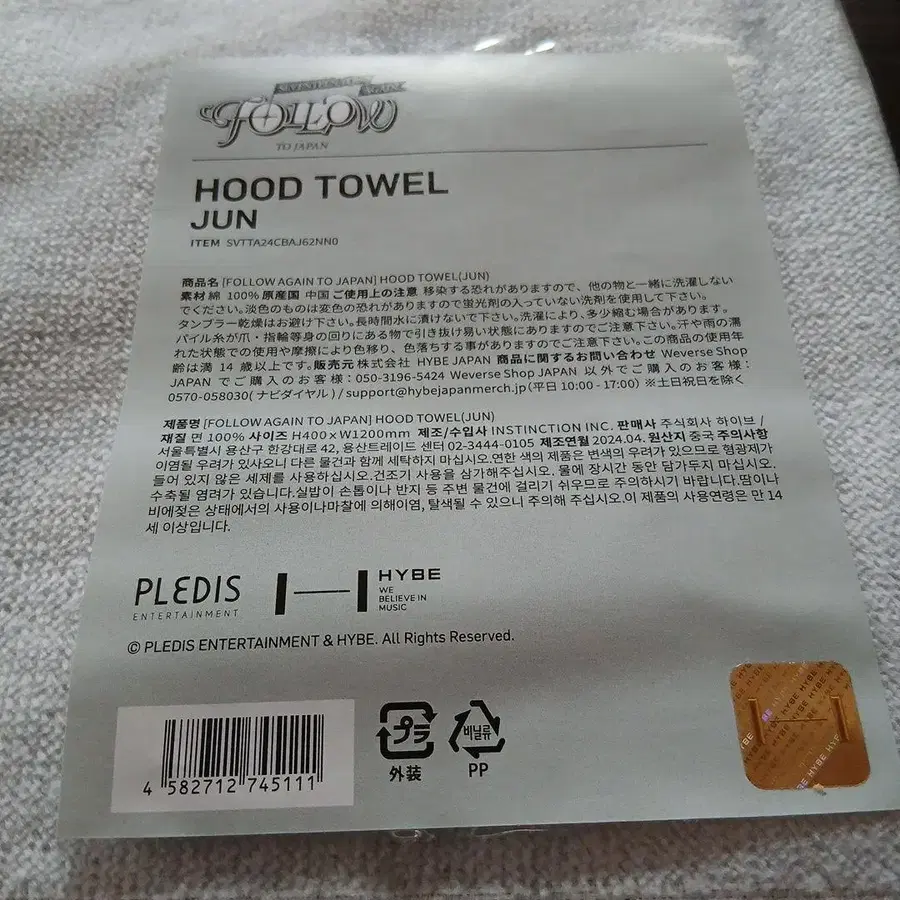 SEVENTEEN TOUR
AGAIN
FOLLOW
TO JAPAN
HOOD TOWEL
JUN
ITEM SVTTA24CBAJ62NN0
商品名 [FOLLOW AGAIN TO JAPAN] HOOD TOWEL(JUN)
素材 綿 100% 原産国 中国 ご使用上の注意 移染する恐れがありますので、他の物と一緒に洗濯しない
でください。淡色のものは変色の恐れがありますので蛍光剤の入っていない洗剤を使用して下さい。
タンブラー乾燥はお避け下さい。長時間水に漬けないで下さい。洗濯により、多少縮む場合があります。
パイル糸が爪・指輪等身の回りにある物で引き抜け易い状態にありますのでご注意下さい。汗や雨の濡
れた状態での使用や摩擦により色移り、色落ちする事がありますのでご注意下さい。この商品の使用年
齢は満 14 歳以上です。販売元 株式会社 HYBE JAPAN 商品に関するお問い合わせ Weverse Shop
JAPAN でご購入のお客様：050-3196-5424 Weverse Shop JAPAN 以外でご購入のお客様：
0570-058030( ナビダイヤル ) / support@hybejapanmerch.jp(平日 10:00 - 17:00) ※土日祝日を除く
제품명 [FOLLOW AGAIN TO JAPAN] HOOD TOWEL(JUN)
재질 면 100% 사이즈 H400×W1200mm 제조/수입사 INSTINCTION INC. 판매사 주식회사 하이브 /
서울특별시 용산구 한강대로 42, 용산트레이드 센터 02-3444-0105 제조연월 2024.04. 원산지 중국 주의사항
이염될 우려가 있사오니 다른 물건과 함께 세탁하지 마십시오.연한 색의 제품은 변색의 우려가 있으므로 형광제가
들어 있지 않은 세제를 사용하십시오.건조기 사용을 삼가해주십시오. 물에 장시간 동안 담가두지 마십시오.
수축될 염려가 있습니다.실밥이 손톱이나 반지 등 주변 물건에 걸리기 쉬우므로 주의하시기 바랍니다.땀이나
비에젖은 상태에서의 사용이나마찰에 의해이염, 탈색될 수 있으니 주의해 주십시오.이 제품의 사용연령은 만 14
세 이상입니다.
PLEDIS
ENTERTAINMENT
HYBE
WE
BELIEVE IN
MUSIC
© PLEDIS ENTERTAINMENT & HYBE. All Rights Reserved.
4 582712 745111
プラ
外装
비닐류
PP
HYBE HYBE HYBE
HYBE HYBE HYBE